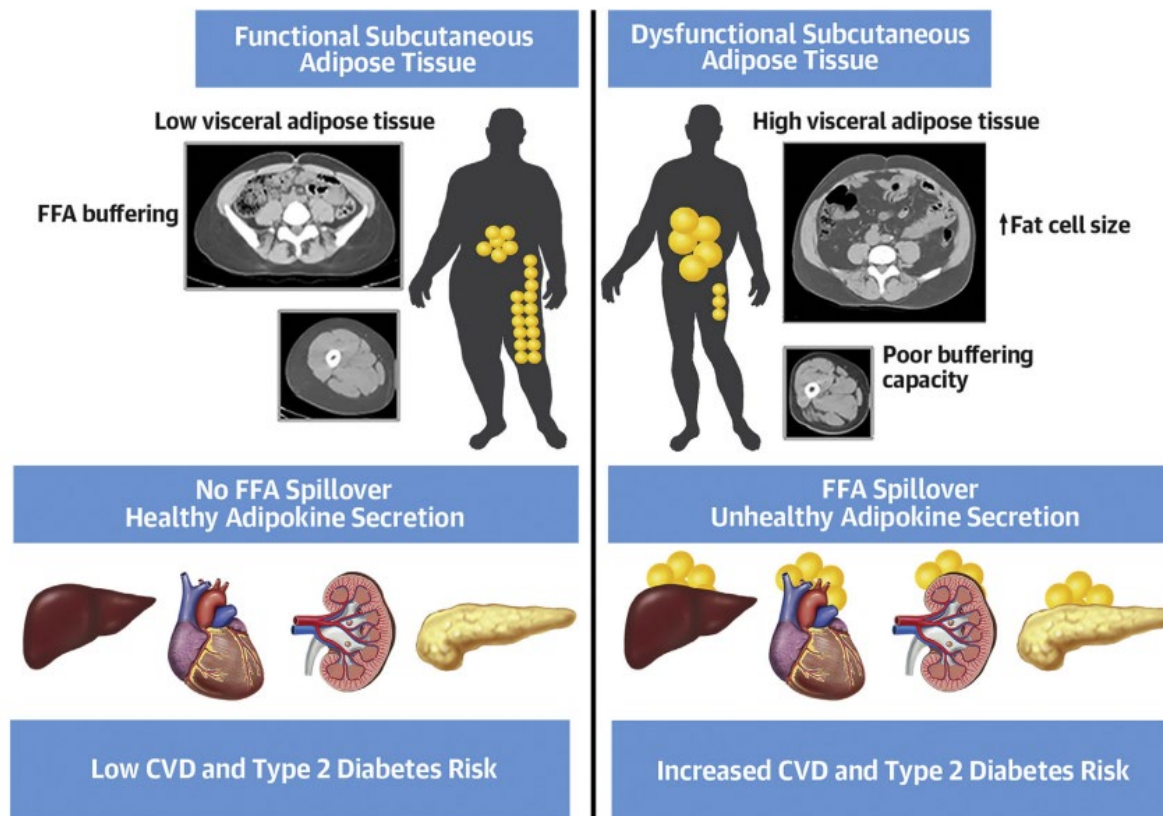 Functional Subcutaneous
Adipose Tissue
Low visceral adipose tissue
FFA buffering
No FFA Spillover
Healthy Adipokine Secretion
Low CVD and Type 2 Diabetes Risk
Dysfunctional Subcutaneous
Adipose Tissue
High visceral adipose tissue
↑Fat cell size
Poor buffering
capacity
FFA Spillover
Unhealthy Adipokine Secretion
Increased CVD and Type 2 Diabetes Risk